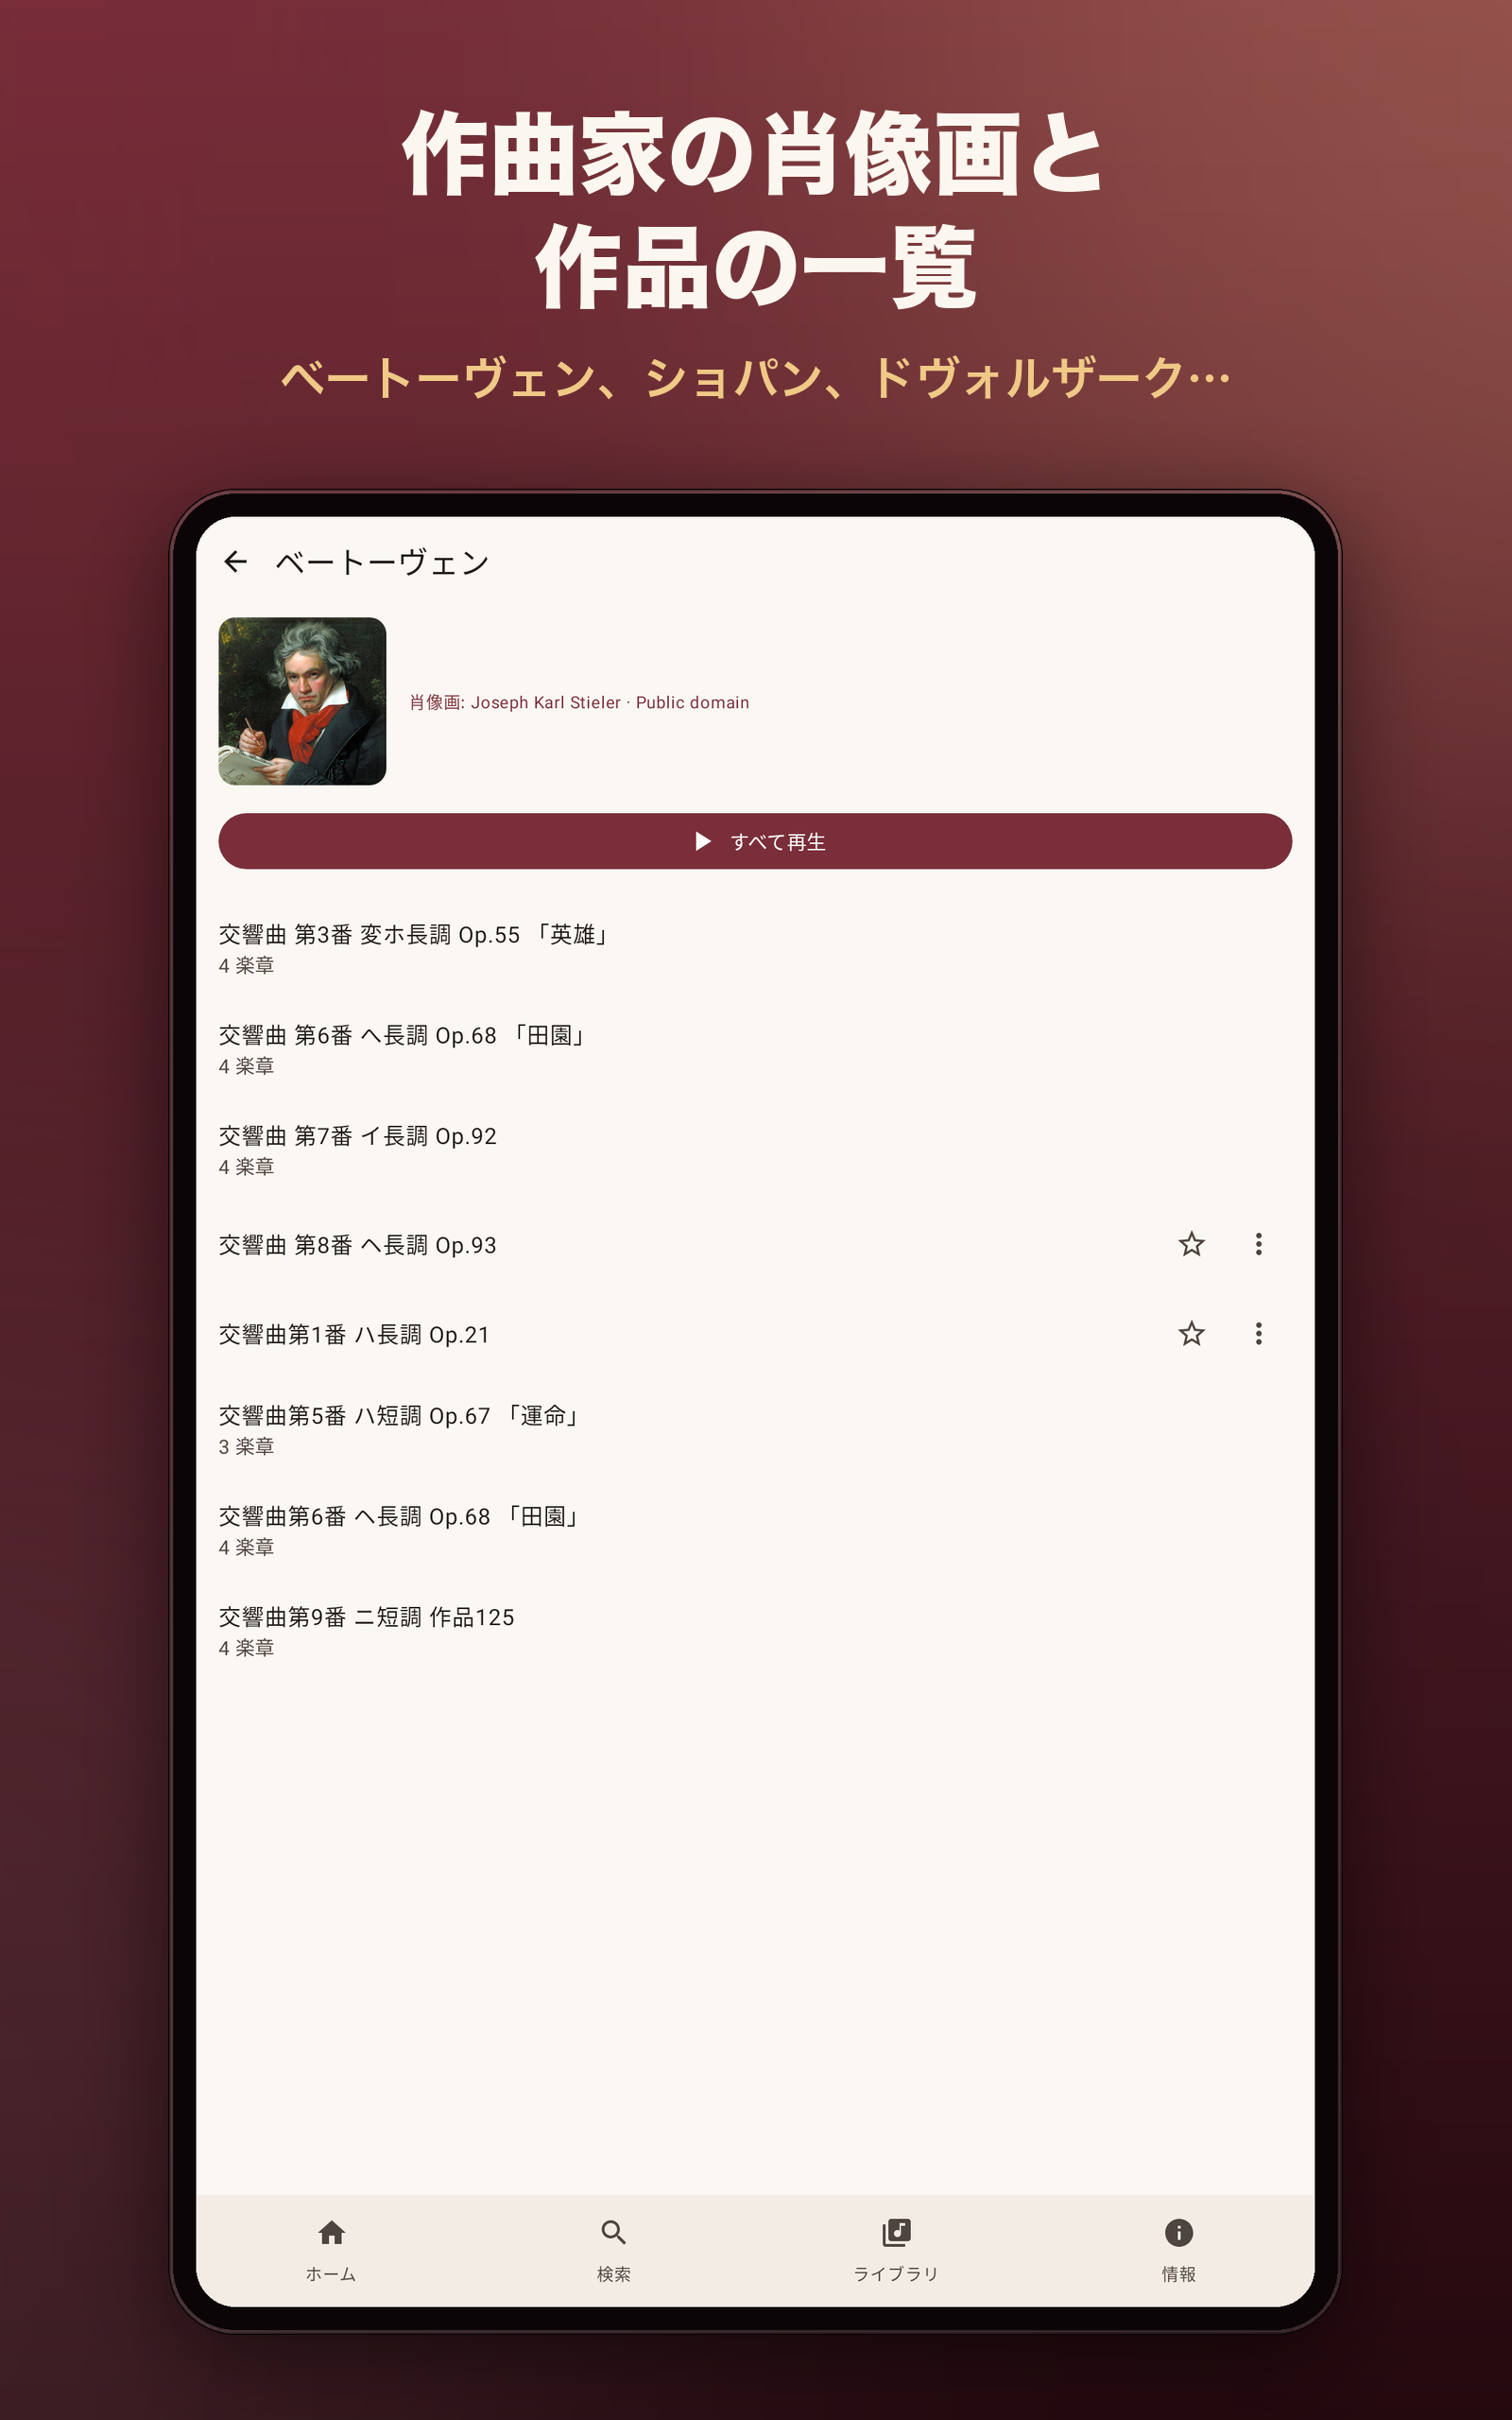 作曲家の肖像画と
作品の一覧
ベートーヴェン、ショパン、ドヴォルザーク…
ベートーヴェン
肖像画: Joseph Karl Stieler · Public domain
すべて再生
交響曲 第3番 変ホ長調 Op.55 「英雄」
4 楽章
交響曲 第6番 ヘ長調 Op.68 「田園」
4 楽章
交響曲 第7番 イ長調 Op.92
4 楽章
交響曲 第8番 ヘ長調 Op.93
交響曲第1番 ハ長調 Op.21
交響曲第5番 ハ短調 Op.67 「運命」
3 楽章
交響曲第6番 ヘ長調 Op.68 「田園」
4 楽章
交響曲第9番 ニ短調 作品125
4 楽章
ホーム
検索
ライブラリ
情報